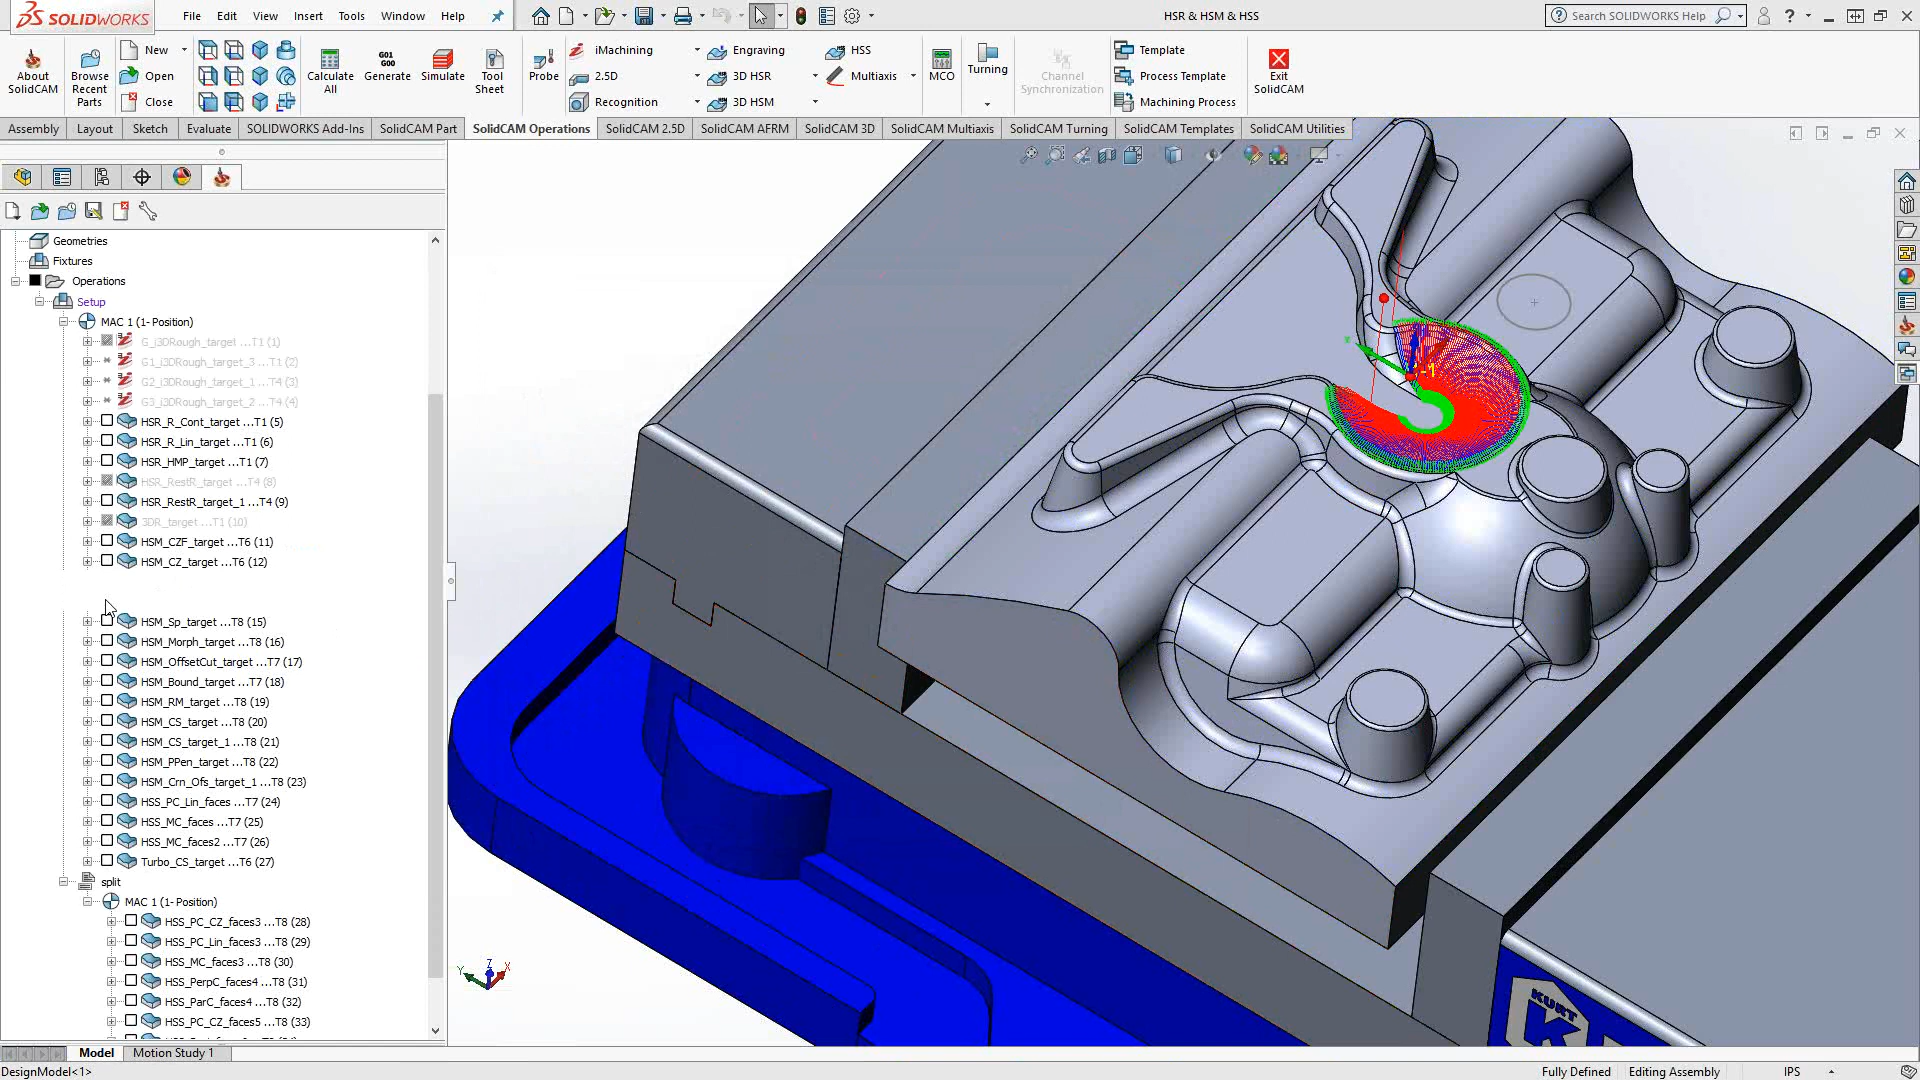 SOLIDWORKS
File Edit View Insert Tools Window Help
HSR & HSM & HSS
Search SOLIDWORKS Help
About SolidCAM
Browse Recent Parts
New
Open
Close
Calculate All
G01 G00
Generate
Simulate
Tool Sheet
Probe
iMachining
2.5D
Recognition
Engraving
3D HSR
3D HSM
HSS
Multiaxis
MCO
Turning
Channel Synchronization
Template
Process Template
Machining Process
Exit SolidCAM
Assembly Layout Sketch Evaluate SOLIDWORKS Add-Ins SolidCAM Part SolidCAM Operations SolidCAM 2.5D SolidCAM AFRM SolidCAM 3D SolidCAM Multiaxis SolidCAM Turning SolidCAM Templates SolidCAM Utilities
Geometries
Fixtures
Operations
Setup
MAC 1 (1- Position)
G_i3DRough_target ...T1 (1)
G1_i3DRough_target_3 ...T1 (2)
G2_i3DRough_target_1 ...T4 (3)
G3_i3DRough_target_2 ...T4 (4)
HSR_R_Cont_target ...T1 (5)
HSR_R_Lin_target ...T1 (6)
HSR_HMP_target ...T1 (7)
HSR_RestR_target ...T4 (8)
HSR_RestR_target_1 ...T4 (9)
3DR_target ...T1 (10)
HSM_CZF_target ...T6 (11)
HSM_CZ_target ...T6 (12)
HSM_Sp_target ...T8 (15)
HSM_Morph_target ...T8 (16)
HSM_OffsetCut_target ...T7 (17)
HSM_Bound_target ...T7 (18)
HSM_RM_target ...T8 (19)
HSM_CS_target ...T8 (20)
HSM_CS_target_1 ...T8 (21)
HSM_PPen_target ...T8 (22)
HSM_Crn_Ofs_target_1 ...T8 (23)
HSS_PC_Lin_faces ...T7 (24)
HSS_MC_faces ...T7 (25)
HSS_MC_faces2 ...T7 (26)
Turbo_CS_target ...T6 (27)
split
MAC 1 (1- Position)
HSS_PC_CZ_faces3 ...T8 (28)
HSS_PC_Lin_faces3 ...T8 (29)
HSS_MC_faces3 ...T8 (30)
HSS_PerpC_faces4 ...T8 (31)
HSS_ParC_faces4 ...T8 (32)
HSS_PC_CZ_faces5 ...T8 (33)
Y Z X
KURT
Model Motion Study 1
DesignModel<1>
Fully Defined Editing Assembly IPS